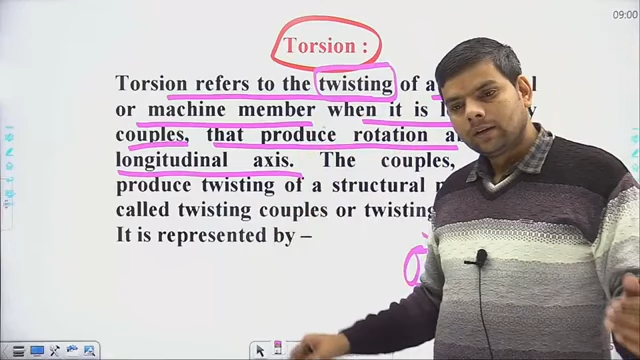 09:00
Torsion :
Torsion refers to the twisting of a
or machine member when it is
couples, that produce rotation
longitudinal axis. The couples,
produce twisting of a structural
called twisting couples or twisting
It is represented by –